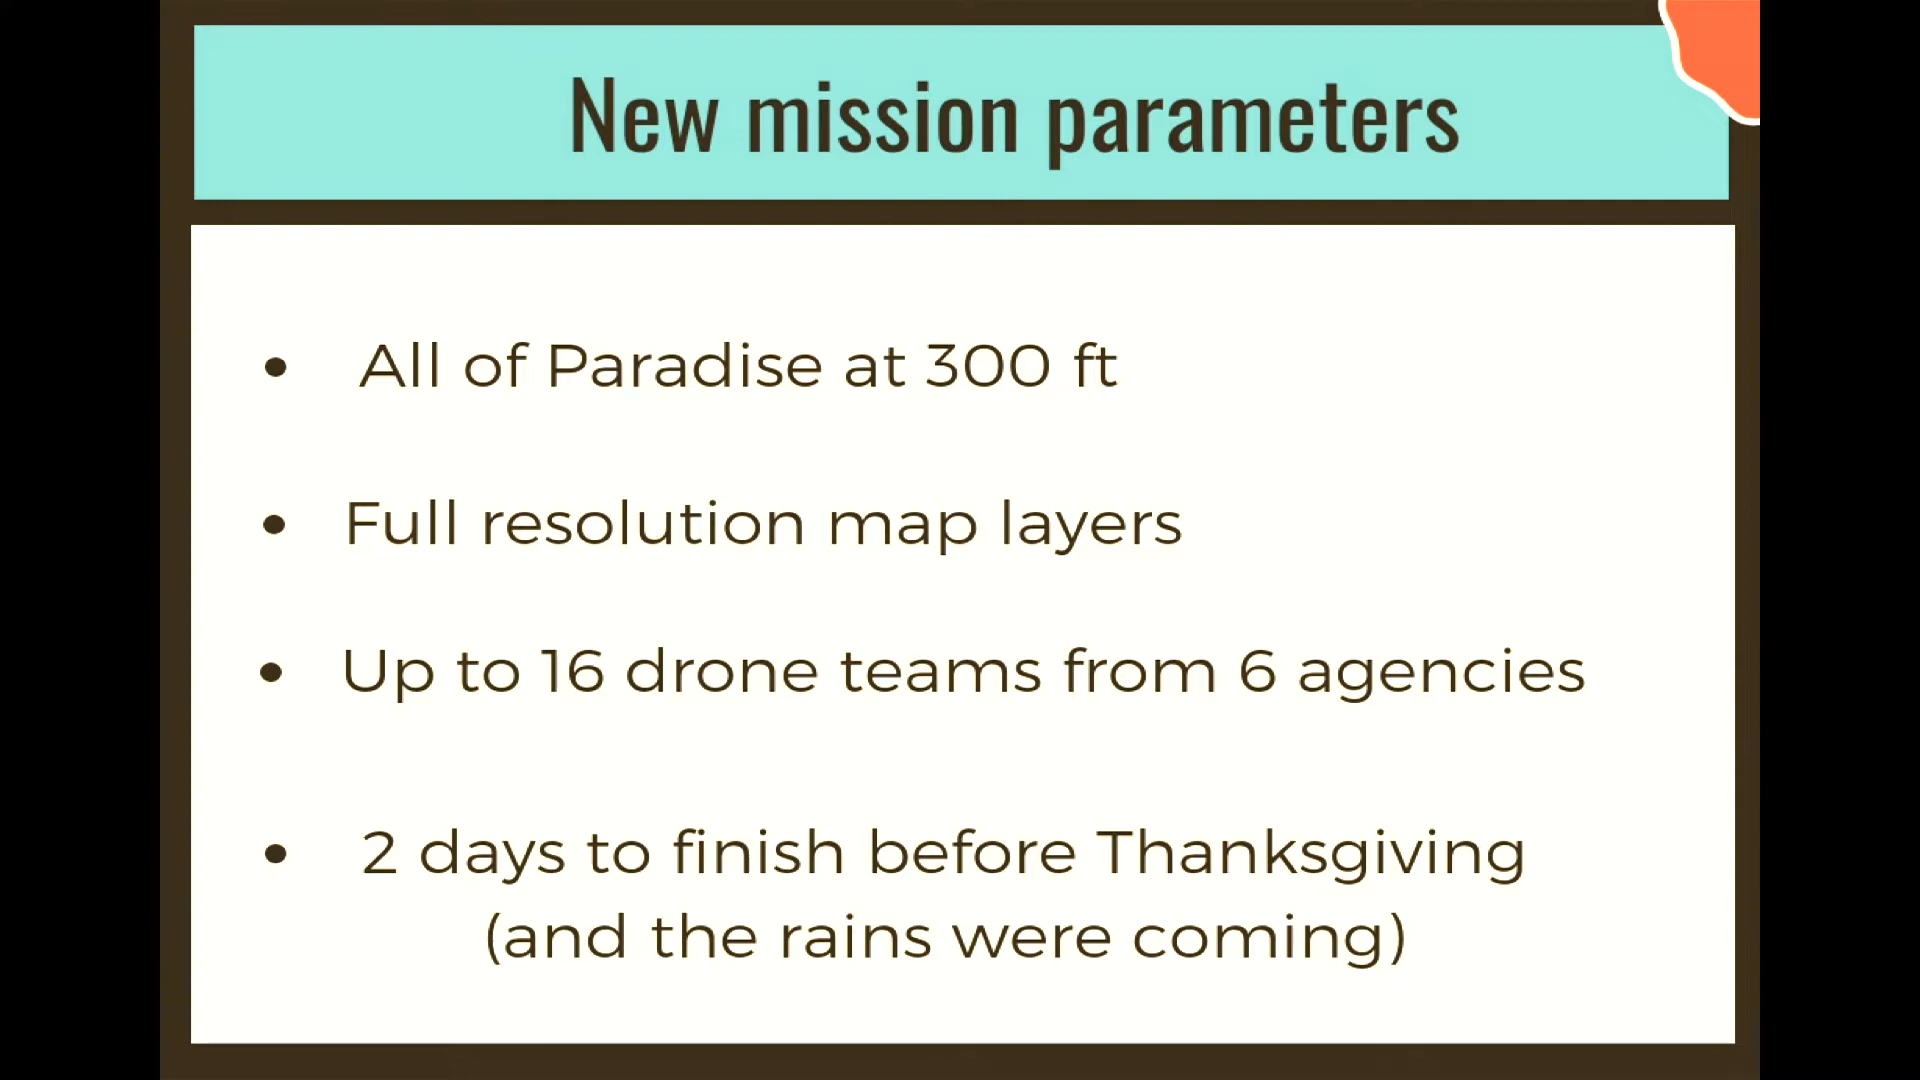 New mission parameters
• All of Paradise at 300 ft
• Full resolution map layers
• Up to 16 drone teams from 6 agencies
• 2 days to finish before Thanksgiving
(and the rains were coming)